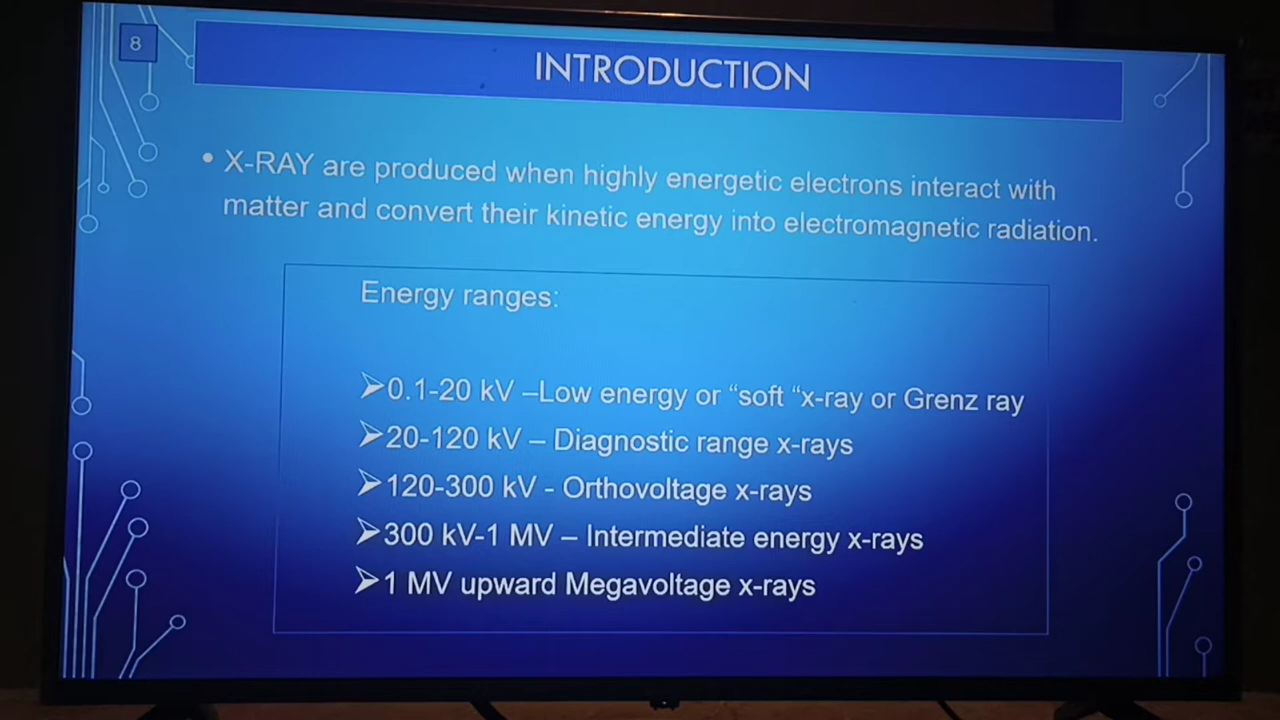 8
INTRODUCTION
• X-RAY are produced when highly energetic electrons interact with
matter and convert their kinetic energy into electromagnetic radiation.
Energy ranges:
➢0.1-20 kV –Low energy or “soft “x-ray or Grenz ray
➢20-120 kV – Diagnostic range x-rays
➢120-300 kV - Orthovoltage x-rays
➢300 kV-1 MV – Intermediate energy x-rays
➢1 MV upward Megavoltage x-rays